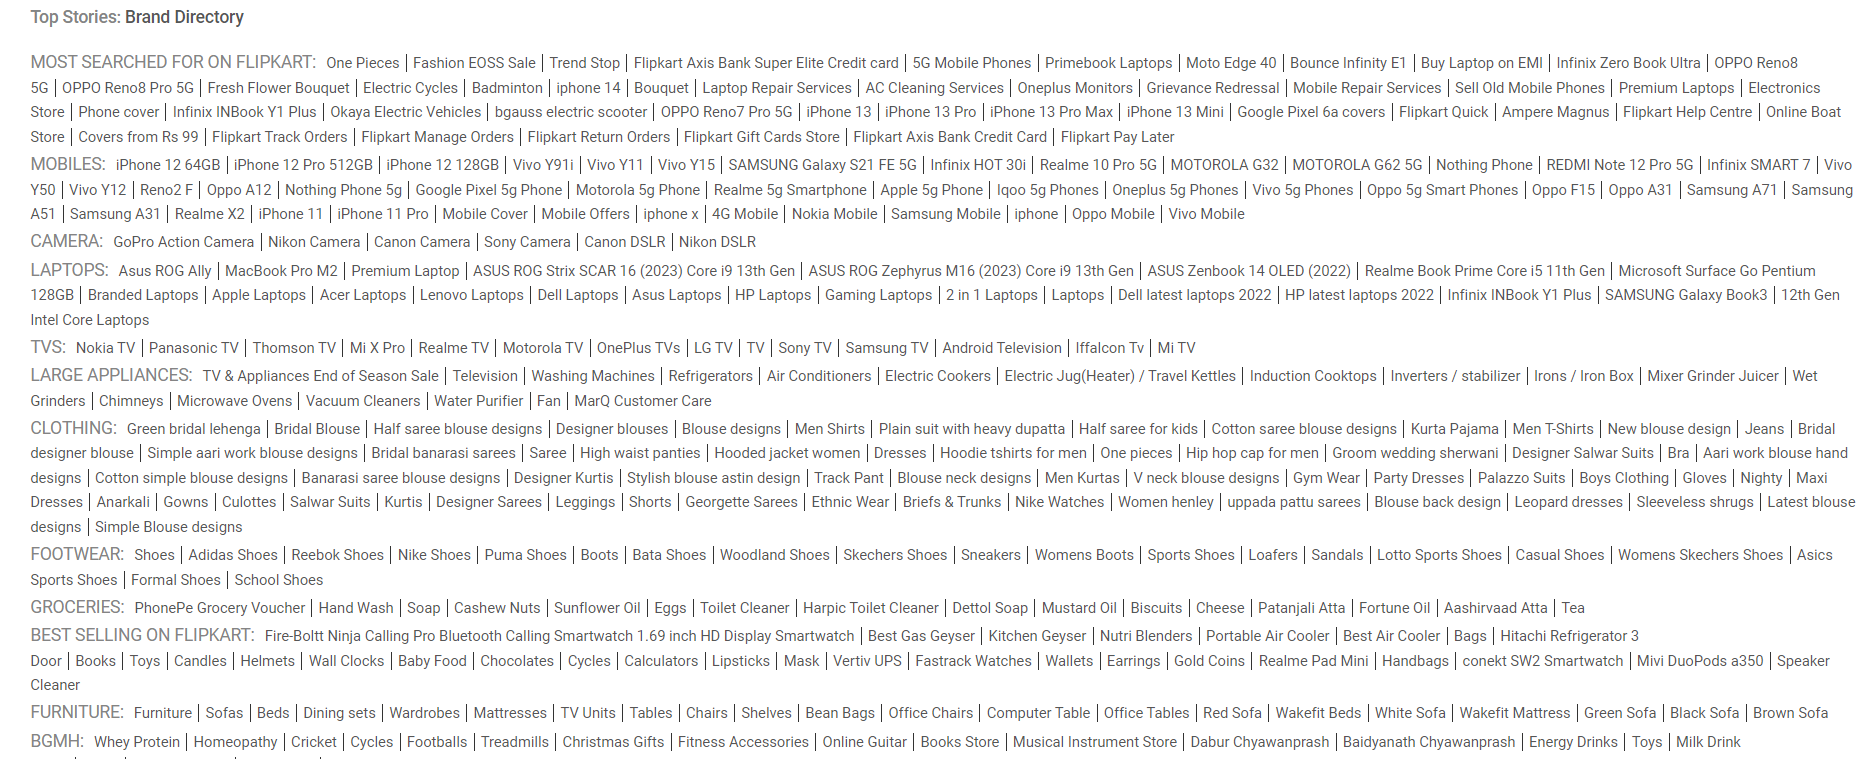 Top Stories: Brand Directory
MOST SEARCHED FOR ON FLIPKART: One Pieces | Fashion EOSS Sale | Trend Stop | Flipkart Axis Bank Super Elite Credit card | 5G Mobile Phones | Primebook Laptops | Moto Edge 40 | Bounce Infinity E1 | Buy Laptop on EMI | Infinix Zero Book Ultra | OPPO Reno8
5G | OPPO Reno8 Pro 5G | Fresh Flower Bouquet | Electric Cycles | Badminton | iphone 14 | Bouquet | Laptop Repair Services | AC Cleaning Services | Oneplus Monitors | Grievance Redressal | Mobile Repair Services | Sell Old Mobile Phones | Premium Laptops | Electronics
Store | Phone cover | Infinix INBook Y1 Plus | Okaya Electric Vehicles | bgauss electric scooter | OPPO Reno7 Pro 5G | iPhone 13 | iPhone 13 Pro | iPhone 13 Pro Max | iPhone 13 Mini | Google Pixel 6a covers | Flipkart Quick | Ampere Magnus | Flipkart Help Centre | Online Boat
Store | Covers from Rs 99 | Flipkart Track Orders | Flipkart Manage Orders | Flipkart Return Orders | Flipkart Gift Cards Store | Flipkart Axis Bank Credit Card | Flipkart Pay Later
MOBILES: iPhone 12 64GB | iPhone 12 Pro 512GB | iPhone 12 128GB | Vivo Y91i | Vivo Y11 | Vivo Y15 | SAMSUNG Galaxy S21 FE 5G | Infinix HOT 30i | Realme 10 Pro 5G | MOTOROLA G32 | MOTOROLA G62 5G | Nothing Phone | REDMI Note 12 Pro 5G | Infinix SMART 7 | Vivo
Y50 | Vivo Y12 | Reno2 F | Oppo A12 | Nothing Phone 5g | Google Pixel 5g Phone | Motorola 5g Phone | Realme 5g Smartphone | Apple 5g Phone | Iqoo 5g Phones | Oneplus 5g Phones | Vivo 5g Phones | Oppo 5g Smart Phones | Oppo F15 | Oppo A31 | Samsung A71 | Samsung
A51 | Samsung A31 | Realme X2 | iPhone 11 | iPhone 11 Pro | Mobile Cover | Mobile Offers | iphone x | 4G Mobile | Nokia Mobile | Samsung Mobile | iphone | Oppo Mobile | Vivo Mobile
CAMERA: GoPro Action Camera | Nikon Camera | Canon Camera | Sony Camera | Canon DSLR | Nikon DSLR
LAPTOPS: Asus ROG Ally | MacBook Pro M2 | Premium Laptop | ASUS ROG Strix SCAR 16 (2023) Core i9 13th Gen | ASUS ROG Zephyrus M16 (2023) Core i9 13th Gen | ASUS Zenbook 14 OLED (2022) | Realme Book Prime Core i5 11th Gen | Microsoft Surface Go Pentium
128GB | Branded Laptops | Apple Laptops | Acer Laptops | Lenovo Laptops | Dell Laptops | Asus Laptops | HP Laptops | Gaming Laptops | 2 in 1 Laptops | Laptops | Dell latest laptops 2022 | HP latest laptops 2022 | Infinix INBook Y1 Plus | SAMSUNG Galaxy Book3 | 12th Gen
Intel Core Laptops
TVS: Nokia TV | Panasonic TV | Thomson TV | Mi X Pro | Realme TV | Motorola TV | OnePlus TVs | LG TV | TV | Sony TV | Samsung TV | Android Television | Iffalcon Tv | Mi TV
LARGE APPLIANCES: TV & Appliances End of Season Sale | Television | Washing Machines | Refrigerators | Air Conditioners | Electric Cookers | Electric Jug(Heater) / Travel Kettles | Induction Cooktops | Inverters / stabilizer | Irons / Iron Box | Mixer Grinder Juicer | Wet
Grinders | Chimneys | Microwave Ovens | Vacuum Cleaners | Water Purifier | Fan | MarQ Customer Care
CLOTHING: Green bridal lehenga | Bridal Blouse | Half saree blouse designs | Designer blouses | Blouse designs | Men Shirts | Plain suit with heavy dupatta | Half saree for kids | Cotton saree blouse designs | Kurta Pajama | Men T-Shirts | New blouse design | Jeans | Bridal
designer blouse | Simple aari work blouse designs | Bridal banarasi sarees | Saree | High waist panties | Hooded jacket women | Dresses | Hoodie tshirts for men | One pieces | Hip hop cap for men | Groom wedding sherwani | Designer Salwar Suits | Bra | Aari work blouse hand
designs | Cotton simple blouse designs | Banarasi saree blouse designs | Designer Kurtis | Stylish blouse astin design | Track Pant | Blouse neck designs | Men Kurtas | V neck blouse designs | Gym Wear | Party Dresses | Palazzo Suits | Boys Clothing | Gloves | Nighty | Maxi
Dresses | Anarkali | Gowns | Culottes | Salwar Suits | Kurtis | Designer Sarees | Leggings | Shorts | Georgette Sarees | Ethnic Wear | Briefs & Trunks | Nike Watches | Women henley | uppada pattu sarees | Blouse back design | Leopard dresses | Sleeveless shrugs | Latest blouse
designs | Simple Blouse designs
FOOTWEAR: Shoes | Adidas Shoes | Reebok Shoes | Nike Shoes | Puma Shoes | Boots | Bata Shoes | Woodland Shoes | Skechers Shoes | Sneakers | Womens Boots | Sports Shoes | Loafers | Sandals | Lotto Sports Shoes | Casual Shoes | Womens Skechers Shoes | Asics
Sports Shoes | Formal Shoes | School Shoes
GROCERIES: PhonePe Grocery Voucher | Hand Wash | Soap | Cashew Nuts | Sunflower Oil | Eggs | Toilet Cleaner | Harpic Toilet Cleaner | Dettol Soap | Mustard Oil | Biscuits | Cheese | Patanjali Atta | Fortune Oil | Aashirvaad Atta | Tea
BEST SELLING ON FLIPKART: Fire-Boltt Ninja Calling Pro Bluetooth Calling Smartwatch 1.69 inch HD Display Smartwatch | Best Gas Geyser | Kitchen Geyser | Nutri Blenders | Portable Air Cooler | Best Air Cooler | Bags | Hitachi Refrigerator 3
Door | Books | Toys | Candles | Helmets | Wall Clocks | Baby Food | Chocolates | Cycles | Calculators | Lipsticks | Mask | Vertiv UPS | Fastrack Watches | Wallets | Earrings | Gold Coins | Realme Pad Mini | Handbags | conekt SW2 Smartwatch | Mivi DuoPods a350 | Speaker
Cleaner
FURNITURE: Furniture | Sofas | Beds | Dining sets | Wardrobes | Mattresses | TV Units | Tables | Chairs | Shelves | Bean Bags | Office Chairs | Computer Table | Office Tables | Red Sofa | Wakefit Beds | White Sofa | Wakefit Mattress | Green Sofa | Black Sofa | Brown Sofa
BGMH: Whey Protein | Homeopathy | Cricket | Cycles | Footballs | Treadmills | Christmas Gifts | Fitness Accessories | Online Guitar | Books Store | Musical Instrument Store | Dabur Chyawanprash | Baidyanath Chyawanprash | Energy Drinks | Toys | Milk Drink